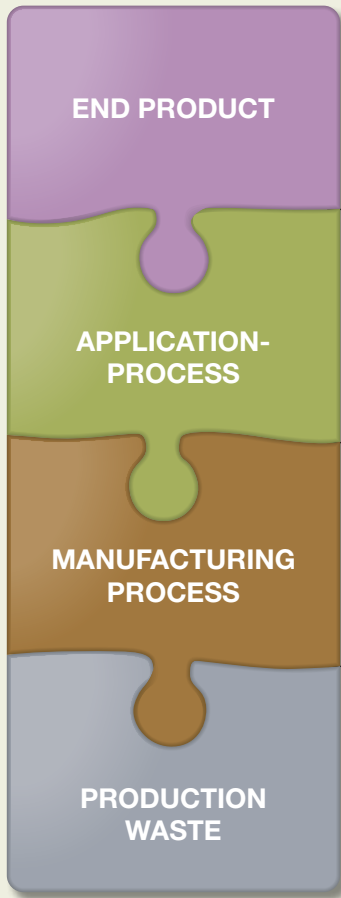 END PRODUCT
APPLICATION-
PROCESS
MANUFACTURING
PROCESS
PRODUCTION
WASTE